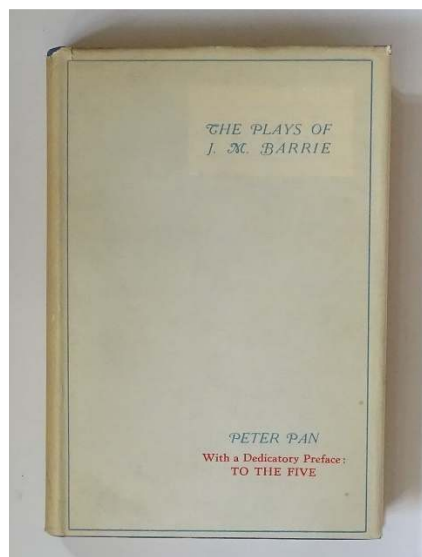 THE PLAYS OF
J. M. BARRIE
PETER PAN
With a Dedicatory Preface:
TO THE FIVE